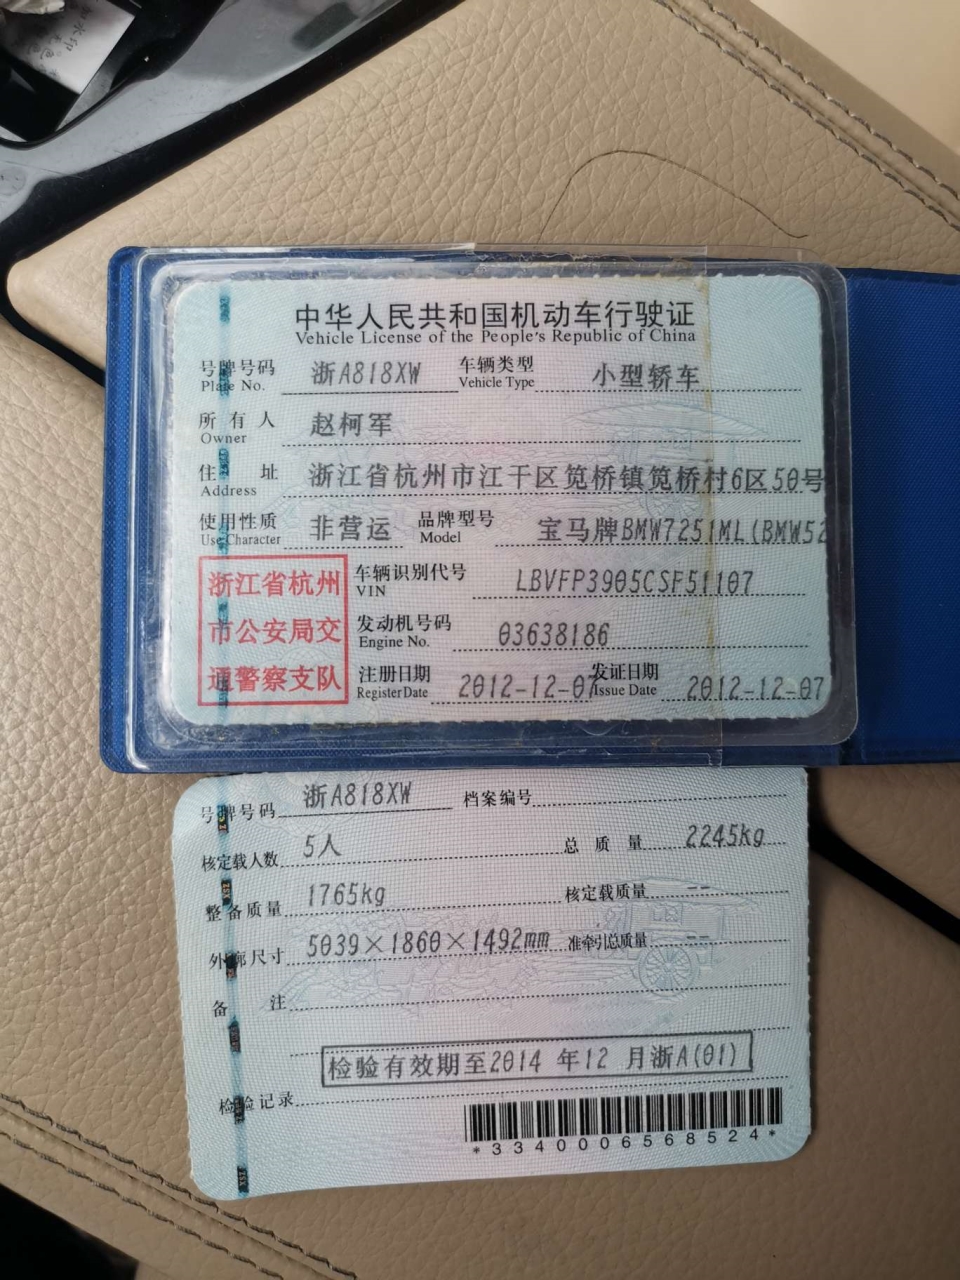 中华人民共和国机动车行驶证
Vehicle License of the People's Republic of China
号牌号码 浙A818XW 车辆类型 小型轿车
Plate No. Vehicle Type
所有人 赵柯军
Owner
住址 浙江省杭州市江干区笕桥镇笕桥村6区50号
Address
使用性质 非营运 品牌型号 宝马牌BMW7251ML(BMW52
Use Character Model
浙江省杭州
市公安局交
通警察支队
车辆识别代号 LBVFP3905CSF51107
VIN
发动机号码 03638186
Engine No.
注册日期 2012-12-07 发证日期 2012-12-07
Register Date Issue Date
号牌号码 浙A818XW 档案编号
核定载人数 5人 总质量 2245kg
整备质量 1765kg 核定载质量
外廓尺寸 5039×1860×1492mm 准牵引总质量
备注
检验有效期至2014 年12 月浙A(01)
检验记录
*3340006568524*